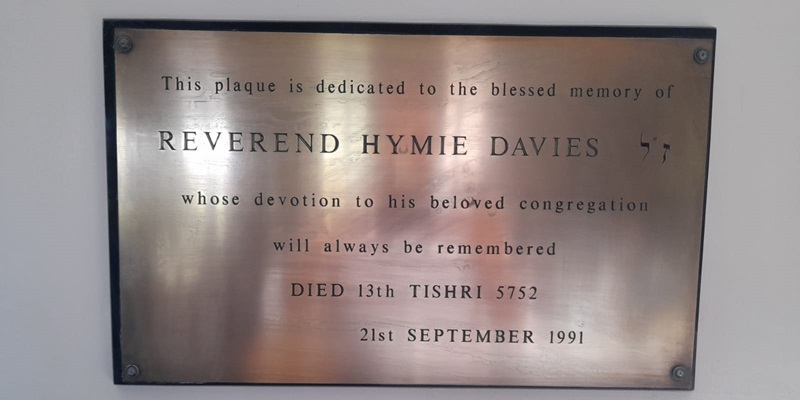 This plaque is dedicated to the blessed memory of
REVEREND HYMIE DAVIES ז״ל
whose devotion to his beloved congregation
will always be remembered
DIED 13th TISHRI 5752
21st SEPTEMBER 1991